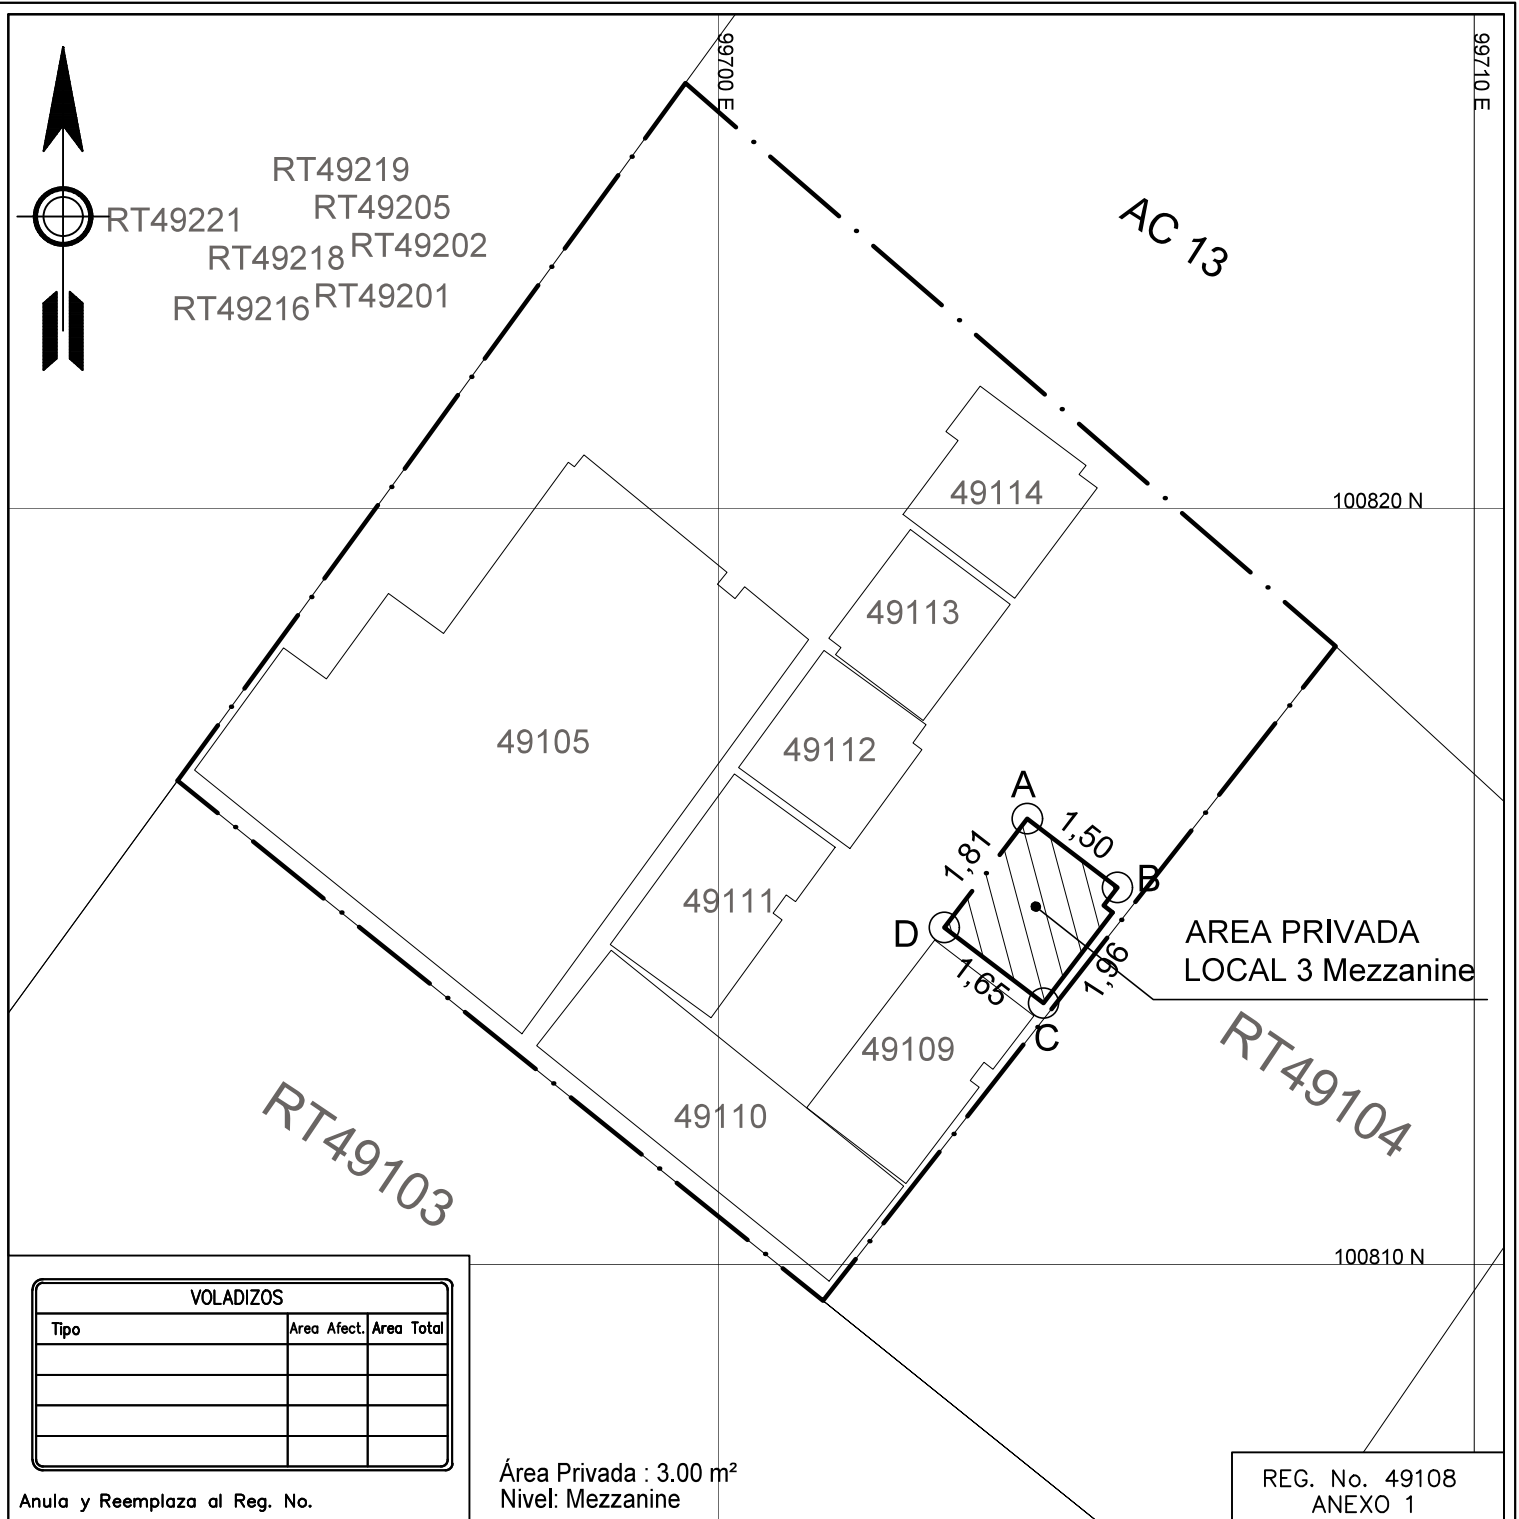 99700 E
99710 E
RT49219
RT49205
RT49221
RT49202
RT49218
RT49201
RT49216
AC 13
100820 N
49114
49113
49105
49112
A
1,50
1,81
B
49111
D
AREA PRIVADA
LOCAL 3 Mezzanine
1,65
1,96
C
49109
RT49104
49110
RT49103
100810 N
VOLADIZOS
Tipo
Area Afect.
Area Total
Anula y Reemplaza al Reg. No.
Área Privada : 3.00 m²
Nivel: Mezzanine
REG. No. 49108
ANEXO 1